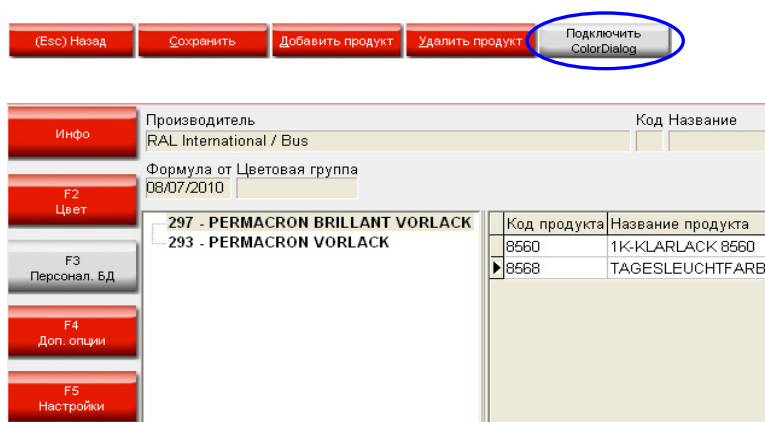 (Esc) Назад
Сохранить
Добавить продукт
Удалить продукт
Подключить
ColorDialog
Инфо
F2
Цвет
F3
Персонал. БД
F4
Доп. опции
F5
Настройки
Производитель
Код Название
RAL International / Bus
Формула от Цветовая группа
08/07/2010
297 - PERMACRON BRILLANT VORLACK
293 - PERMACRON VORLACK
Код продукта Название продукта
8560 1K-KLARLACK 8560
8568 TAGESLEUCHTFARB